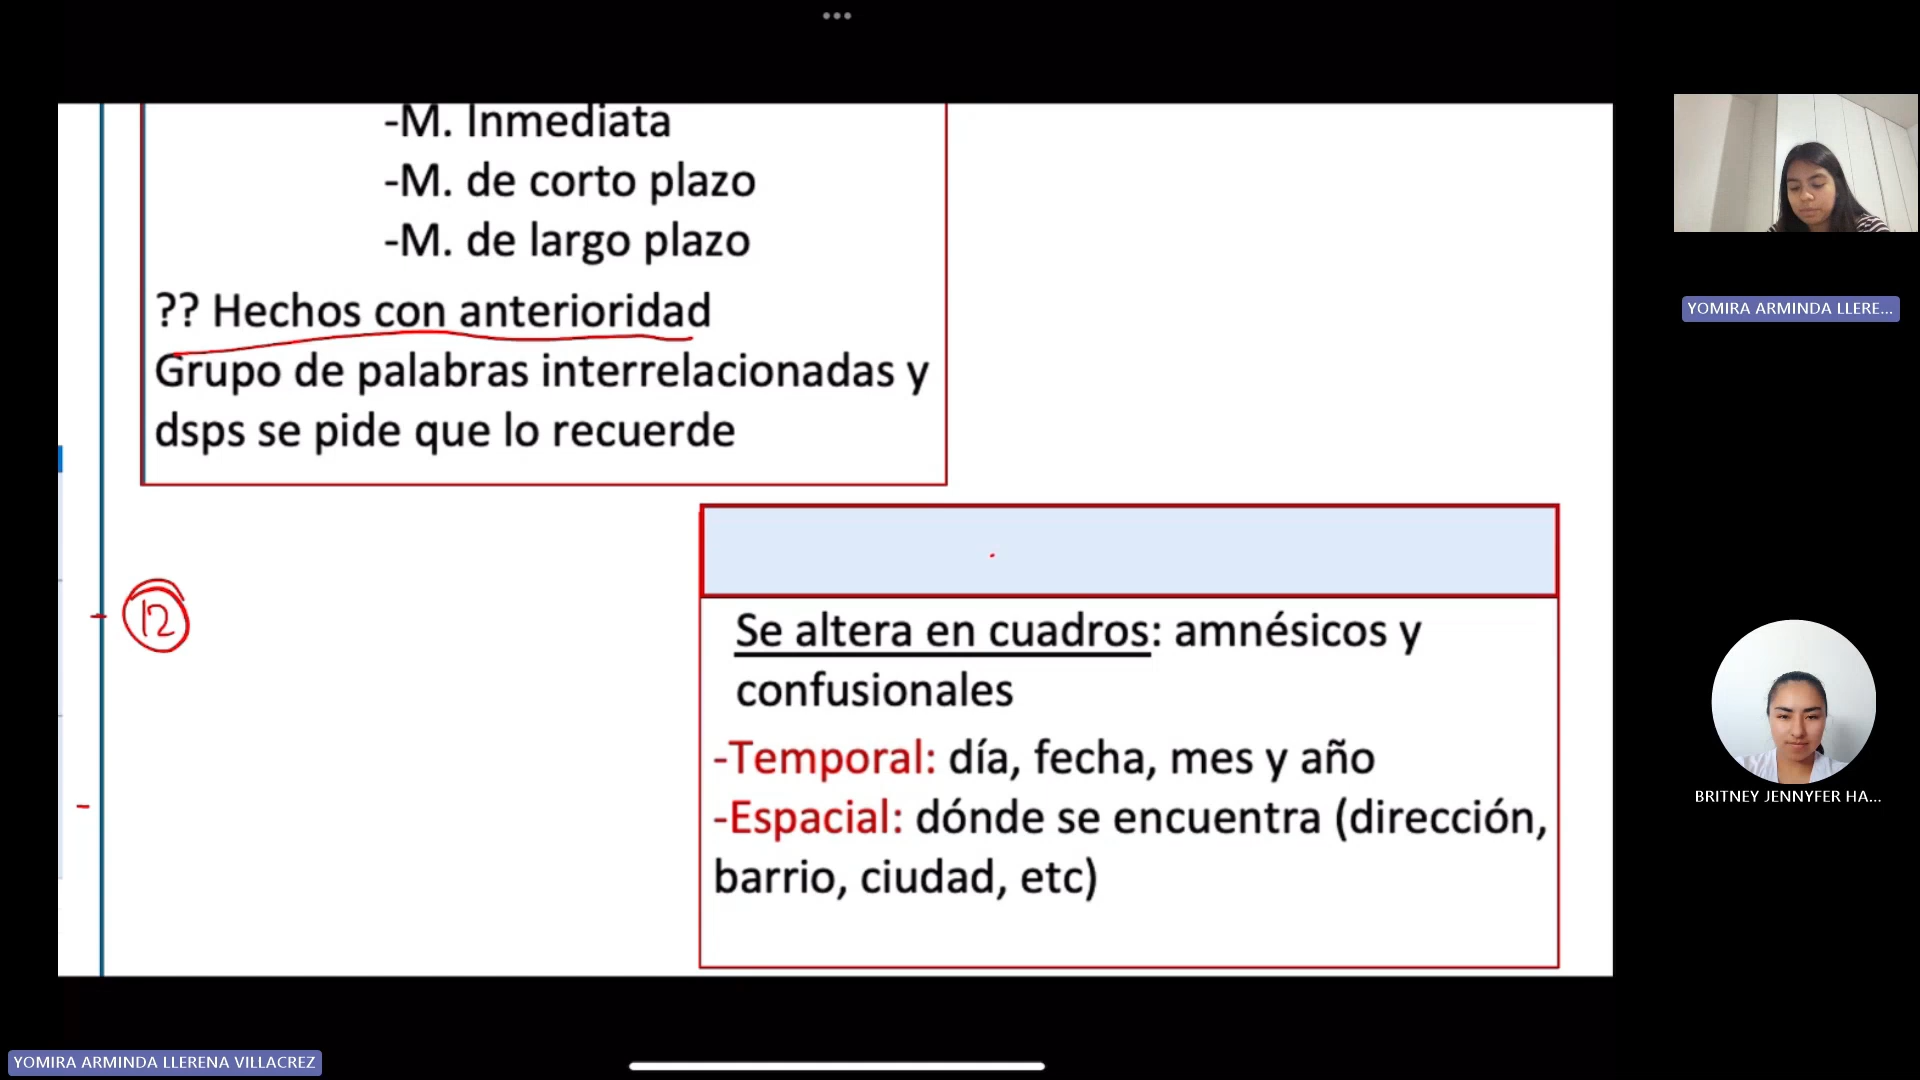 -M. Inmediata
-M. de corto plazo
-M. de largo plazo
?? Hechos con anterioridad
Grupo de palabras interrelacionadas y
dsps se pide que lo recuerde
12
Se altera en cuadros: amnésicos y
confusionales
-Temporal: día, fecha, mes y año
-Espacial: dónde se encuentra (dirección,
barrio, ciudad, etc)
YOMIRA ARMINDA LLERE...
BRITNEY JENNYFER HA...
YOMIRA ARMINDA LLERENA VILLACREZ